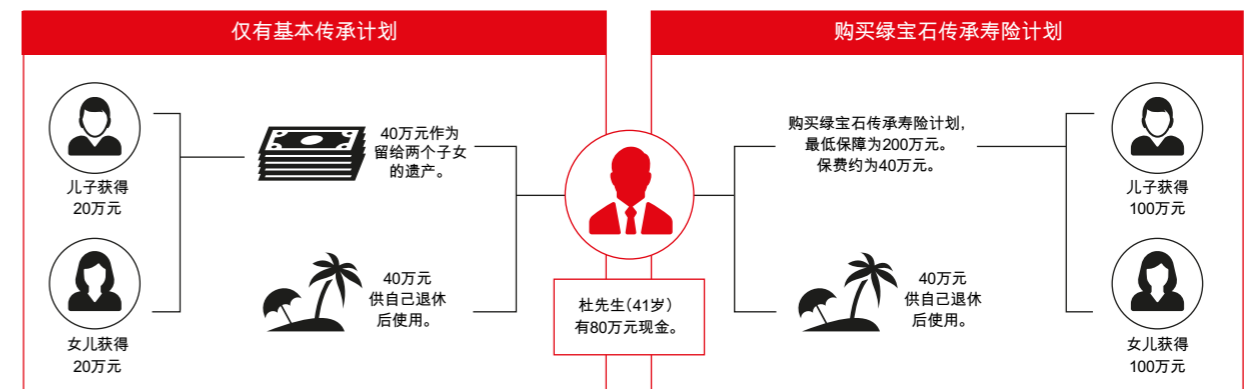 仅有基本传承计划
儿子获得
20万元
女儿获得
20万元
40万元作为
留给两个子女
的遗产。
40万元
供自己退休
后使用。
杜先生(41岁)
有80万元现金。
购买绿宝石传承寿险计划
购买绿宝石传承寿险计划，
最低保障为200万元。
保费约为40万元。
40万元
供自己退休
后使用。
儿子获得
100万元
女儿获得
100万元